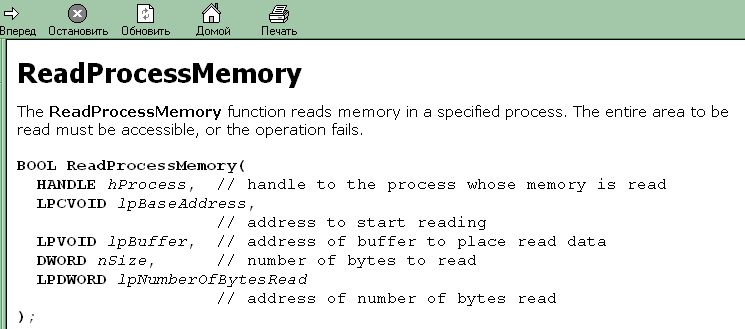 Вперед Остановить Обновить Домой Печать
ReadProcessMemory
The ReadProcessMemory function reads memory in a specified process. The entire area to be
read must be accessible, or the operation fails.
BOOL ReadProcessMemory(
HANDLE hProcess, // handle to the process whose memory is read
LPCVOID lpBaseAddress,
// address to start reading
LPVOID lpBuffer, // address of buffer to place read data
DWORD nSize, // number of bytes to read
LPDWORD lpNumberOfBytesRead
// address of number of bytes read
);